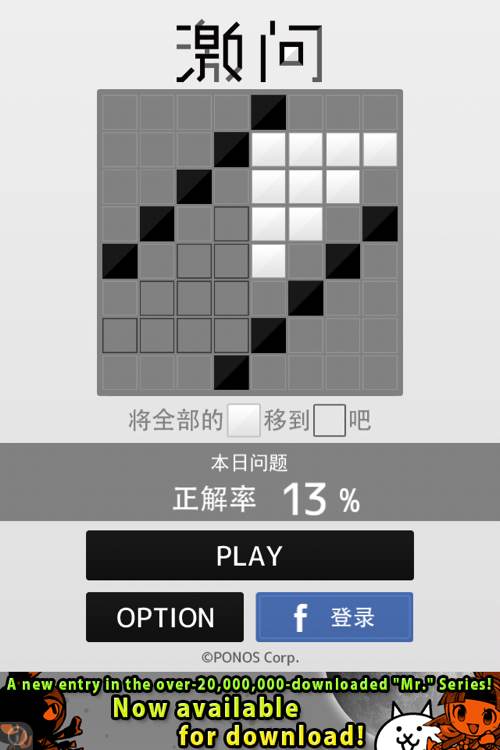 激问
将全部的 移到 吧
本日问题
正解率 13 %
PLAY
OPTION
f 登录
©PONOS Corp.
A new entry in the over-20,000,000-downloaded "Mr." Series!
Now available
for download!